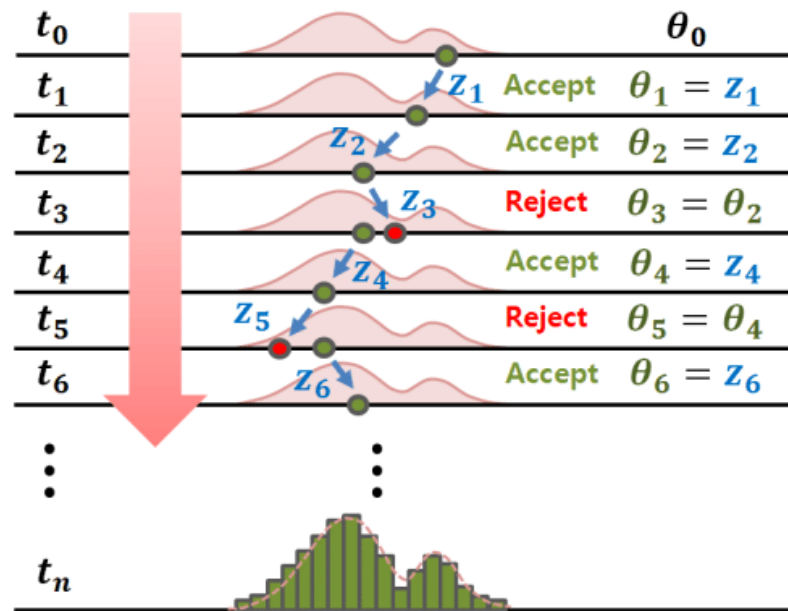 t₀ θ₀
t₁ z₁ Accept θ₁ = z₁
t₂ z₂ Accept θ₂ = z₂
t₃ z₃ Reject θ₃ = θ₂
t₄ z₄ Accept θ₄ = z₄
t₅ z₅ Reject θ₅ = θ₄
t₆ z₆ Accept θ₆ = z₆
tₙ